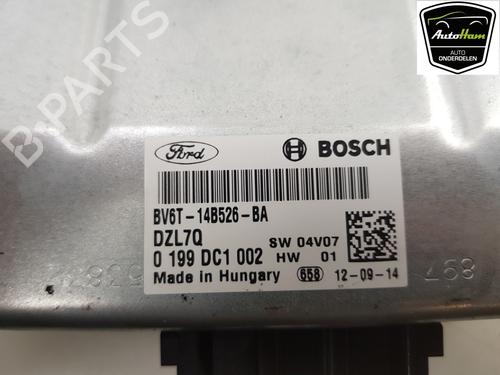 AutoHam
AUTO
ONDERDELEN
B-PARTS
Ford
BOSCH
BV6T-14B526-BA
DZL7Q
SW 04V07
0 199 DC1 002
HW 01
Made in Hungary
658
12-09-14